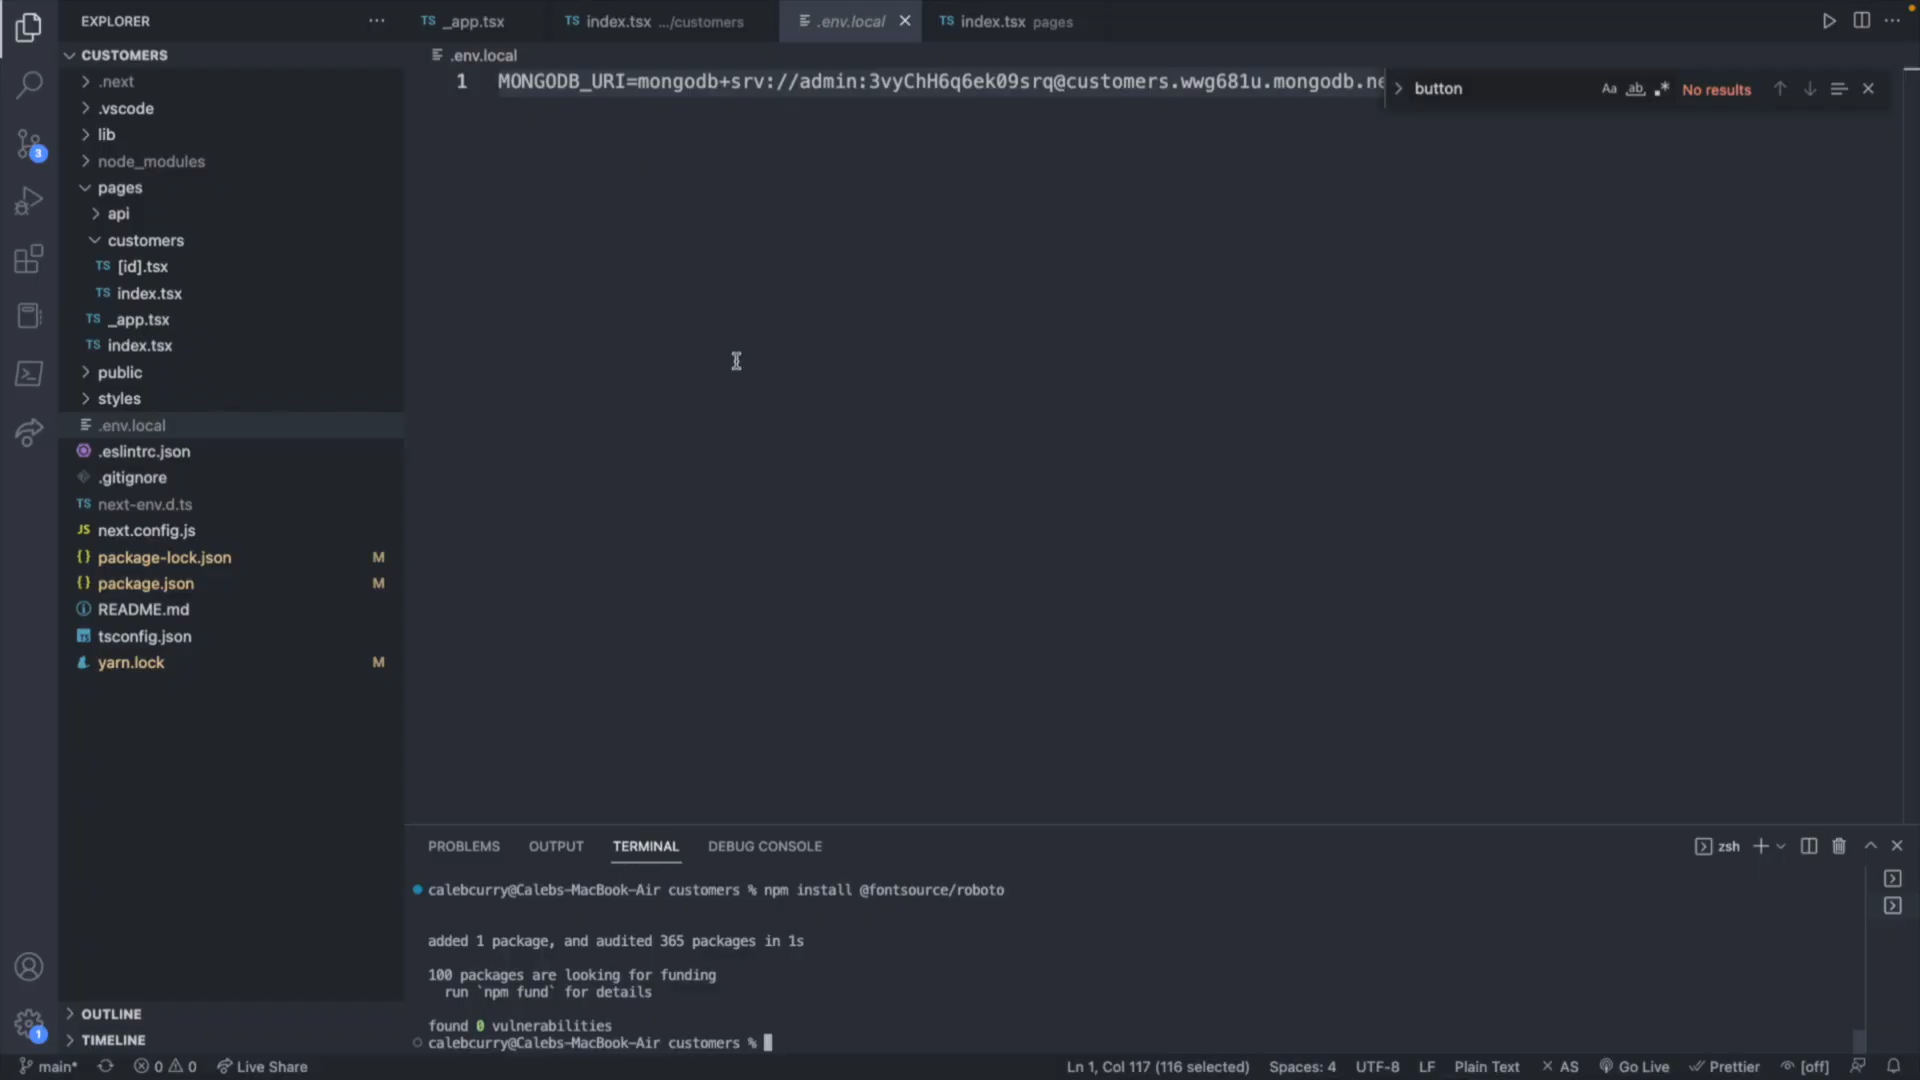 EXPLORER
CUSTOMERS
.next
.vscode
lib
node_modules
pages
api
customers
TS [id].tsx
TS index.tsx
TS _app.tsx
TS index.tsx
public
styles
.env.local
.eslintrc.json
.gitignore
TS next-env.d.ts
JS next.config.js
{} package-lock.json M
{} package.json M
README.md
TS tsconfig.json
yarn.lock M
OUTLINE
TIMELINE
3
1
TS _app.tsx
TS index.tsx .../customers
.env.local
TS index.tsx pages
.env.local
1 MONGODB_URI=mongodb+srv://admin:3vyChH6q6ek09srq@customers.wwg681u.mongodb.ne
button Aa ab .* No results
PROBLEMS OUTPUT TERMINAL DEBUG CONSOLE
zsh
calebcurry@Calebs-MacBook-Air customers % npm install @fontsource/roboto
added 1 package, and audited 365 packages in 1s
100 packages are looking for funding
run `npm fund` for details
found 0 vulnerabilities
calebcurry@Calebs-MacBook-Air customers %
main* 0 0 Live Share Ln 1, Col 117 (116 selected) Spaces: 4 UTF-8 LF Plain Text AS Go Live Prettier [off]